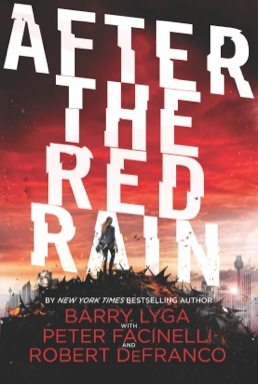 AFTER
THE
RED
RAIN
BY NEW YORK TIMES BESTSELLING AUTHOR
BARRY LYGA
WITH
PETER FACINELLI
AND
ROBERT DEFRANCO